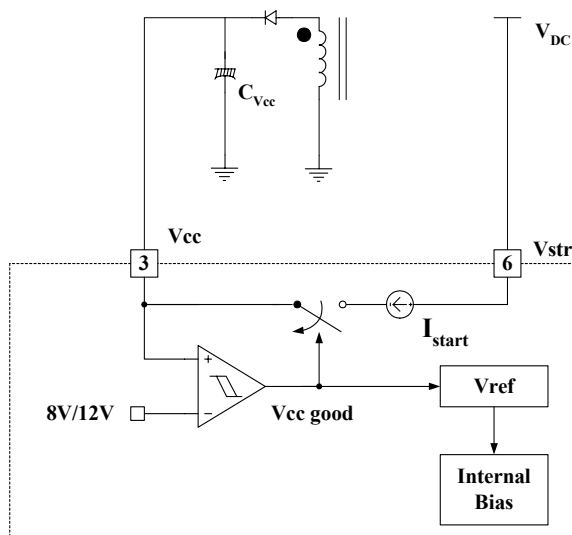 V_DC
C_Vcc
Vcc
Vstr
3
6
I_start
+
8V/12V
−
Vcc good
Vref
Internal
Bias